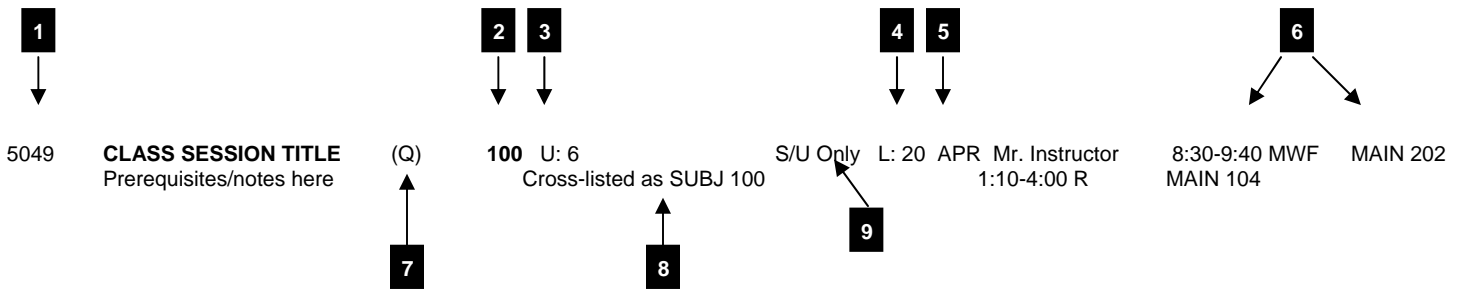 1 2 3 4 5 6
5049 CLASS SESSION TITLE (Q) 100 U: 6 S/U Only L: 20 APR Mr. Instructor 8:30-9:40 MWF MAIN 202
Prerequisites/notes here Cross-listed as SUBJ 100 1:10-4:00 R MAIN 104
9
7 8